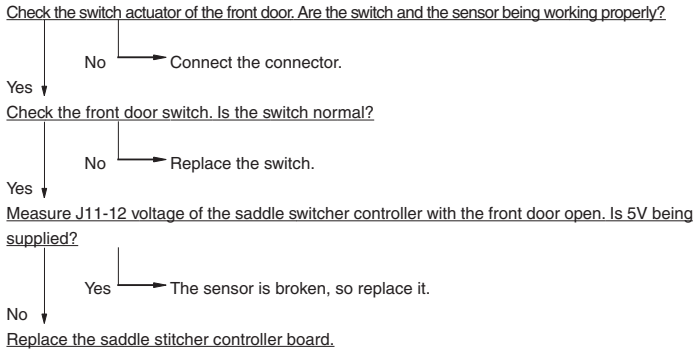 Check the switch actuator of the front door. Are the switch and the sensor being working properly?
No Connect the connector.
Yes
Check the front door switch. Is the switch normal?
No Replace the switch.
Yes
Measure J11-12 voltage of the saddle switcher controller with the front door open. Is 5V being
supplied?
Yes The sensor is broken, so replace it.
No
Replace the saddle stitcher controller board.